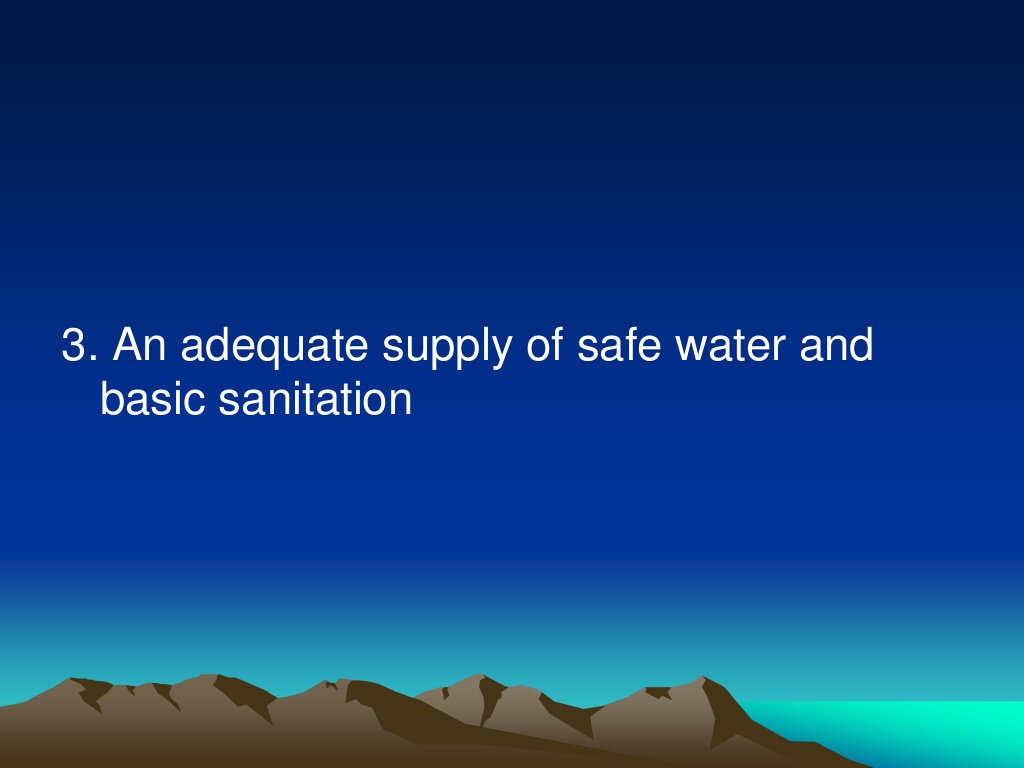 3. An adequate supply of safe water and
basic sanitation